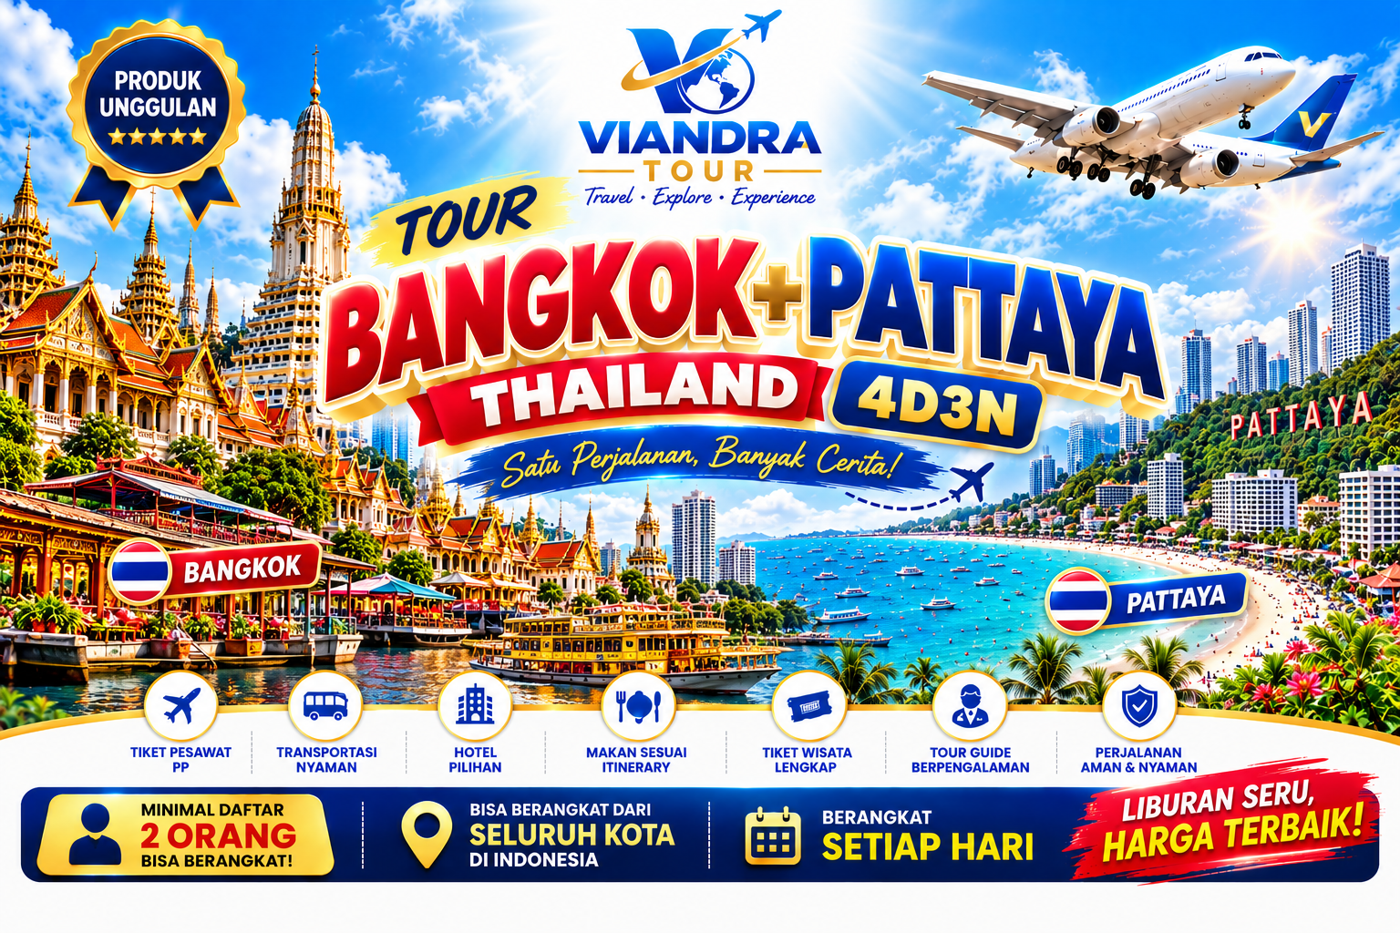 PRODUK
UNGGULAN
VIANDRA
TOUR
Travel • Explore • Experience
V
TOUR
BANGKOK+PATTAYA
THAILAND
4D3N
Satu Perjalanan, Banyak Cerita!
PATTAYA
BANGKOK
PATTAYA
TIKET PESAWAT
PP
TRANSPORTASI
NYAMAN
HOTEL
PILIHAN
MAKAN SESUAI
ITINERARY
TIKET WISATA
LENGKAP
TOUR GUIDE
BERPENGALAMAN
PERJALANAN
AMAN & NYAMAN
MINIMAL DAFTAR
2 ORANG
BISA BERANGKAT!
BISA BERANGKAT DARI
SELURUH KOTA
DI INDONESIA
BERANGKAT
SETIAP HARI
LIBURAN SERU,
HARGA TERBAIK!